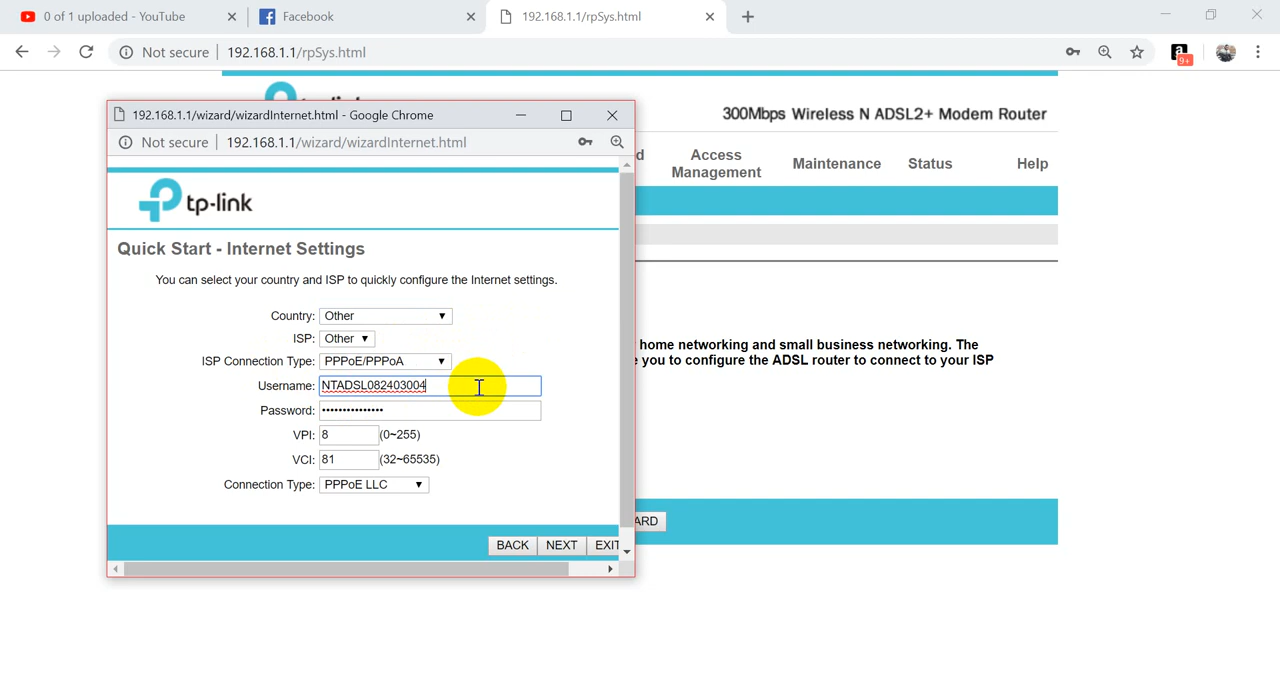 0 of 1 uploaded - YouTube
Facebook
192.168.1.1/rpSys.html
Not secure
192.168.1.1/rpSys.html
9+
300Mbps Wireless N ADSL2+ Modem Router
Access Management
Maintenance
Status
Help
192.168.1.1/wizard/wizardInternet.html - Google Chrome
Not secure
192.168.1.1/wizard/wizardInternet.html
tp-link
Quick Start - Internet Settings
You can select your country and ISP to quickly configure the Internet settings.
Country: Other
ISP: Other
ISP Connection Type: PPPoE/PPPoA
Username: NTADSL082403004
Password: •••••••••••••••
VPI: 8 (0~255)
VCI: 81 (32~65535)
Connection Type: PPPoE LLC
BACK NEXT EXIT
home networking and small business networking. The
you to configure the ADSL router to connect to your ISP
ARD